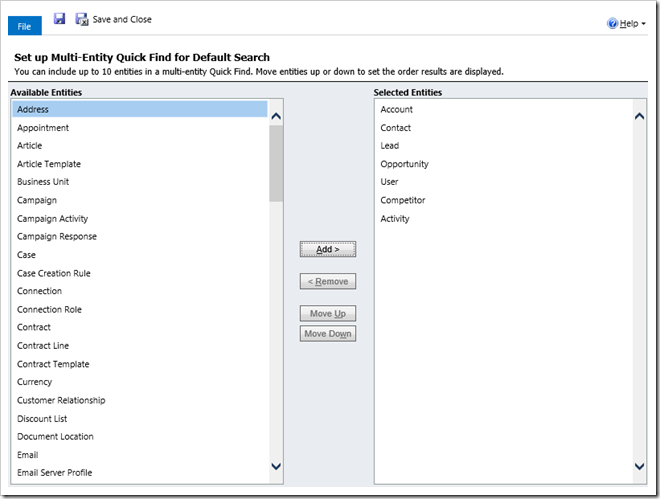 File
Save and Close
Help
Set up Multi-Entity Quick Find for Default Search
You can include up to 10 entities in a multi-entity Quick Find. Move entities up or down to set the order results are displayed.
Available Entities
Address
Appointment
Article
Article Template
Business Unit
Campaign
Campaign Activity
Campaign Response
Case
Case Creation Rule
Connection
Connection Role
Contract
Contract Line
Contract Template
Currency
Customer Relationship
Discount List
Document Location
Email
Email Server Profile
Add >
< Remove
Move Up
Move Down
Selected Entities
Account
Contact
Lead
Opportunity
User
Competitor
Activity